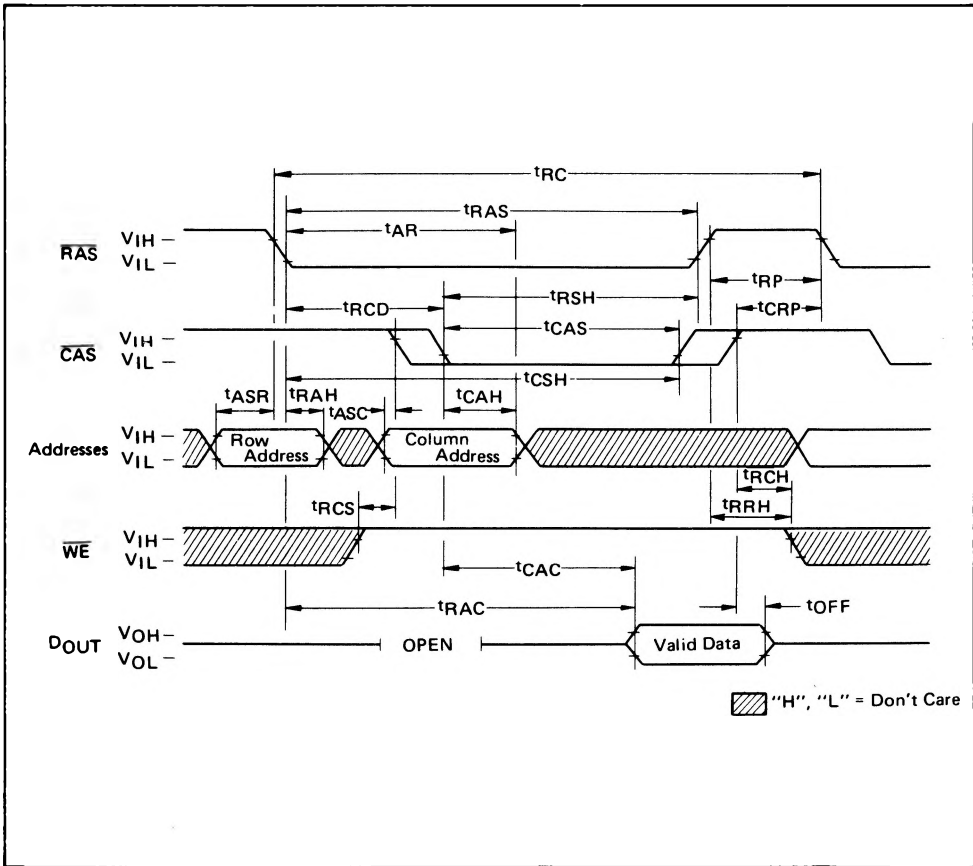 tRC
tRAS
tAR
RAS
VIH
VIL
tRP
tRCD
tRSH
tCRP
tCAS
CAS
VIH
VIL
tCSH
tASR
tRAH
tASC
tCAH
Addresses
VIH
VIL
Row
Address
Column
Address
tRCH
tRRH
tRCS
WE
VIH
VIL
tCAC
tRAC
tOFF
DOUT
VOH
VOL
OPEN
Valid Data
"H", "L" = Don't Care